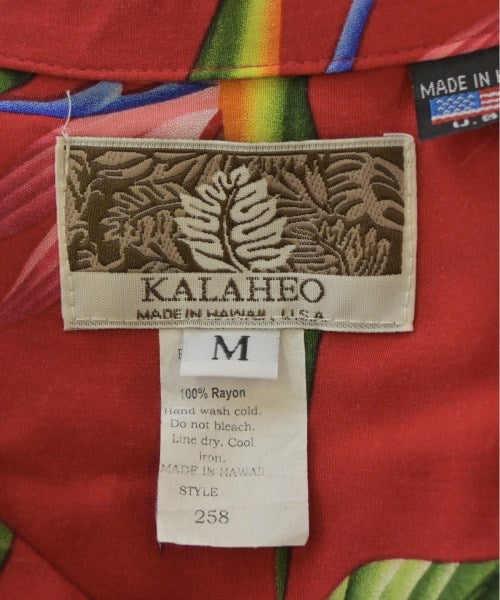 MADE IN
U.S
KALAHEO
MADE IN HAWAII, U.S.A
M
100% Rayon
Hand wash cold.
Do not bleach.
Line dry. Cool
iron.
MADE IN HAWAII
STYLE
258